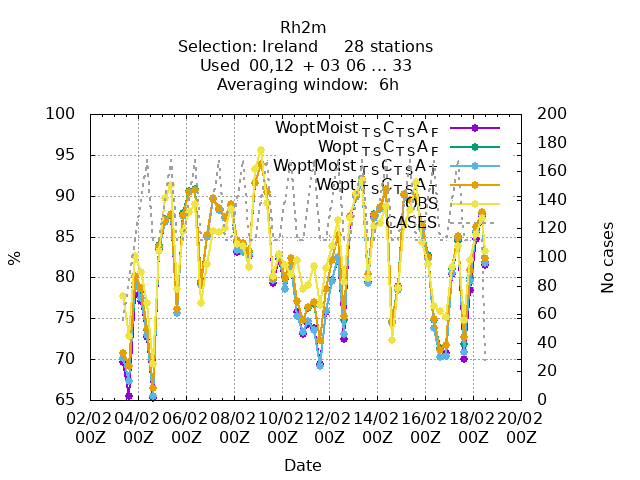 Rh2m
Selection: Ireland 28 stations
Used 00,12 + 03 06 ... 33
Averaging window: 6h
100
95
90
85
80
75
70
65
%
200
180
160
140
120
100
80
60
40
20
0
No cases
WoptMoist TS C TS A F
Wopt TS C TS A F
WoptMoist TS C TS A T
Wopt TS C TS A T
OBS
CASES
02/02 04/02 06/02 08/02 10/02 12/02 14/02 16/02 18/02 20/02
00Z 00Z 00Z 00Z 00Z 00Z 00Z 00Z 00Z 00Z
Date